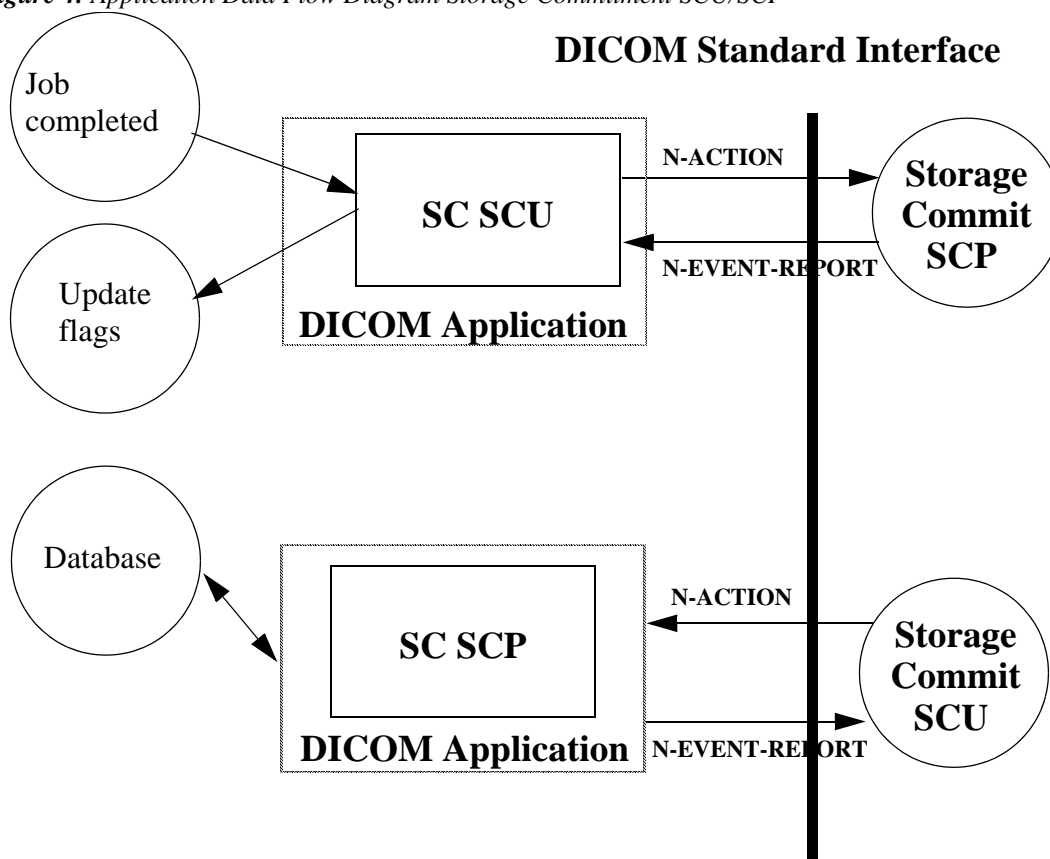 Figure 4. Application Data Flow Diagram Storage Commitment SCU/SCP
DICOM Standard Interface
Job
completed
N-ACTION
SC SCU
Storage
Commit
SCP
N-EVENT-REPORT
Update
flags
DICOM Application
Database
N-ACTION
SC SCP
Storage
Commit
SCU
DICOM Application
N-EVENT-REPORT